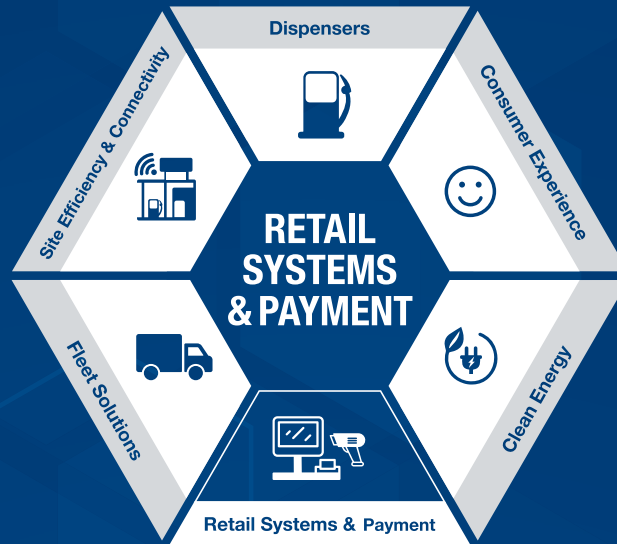 Dispensers
Site Efficiency & Connectivity
Consumer Experience
RETAIL
SYSTEMS
& PAYMENT
Fleet Solutions
Clean Energy
Retail Systems & Payment